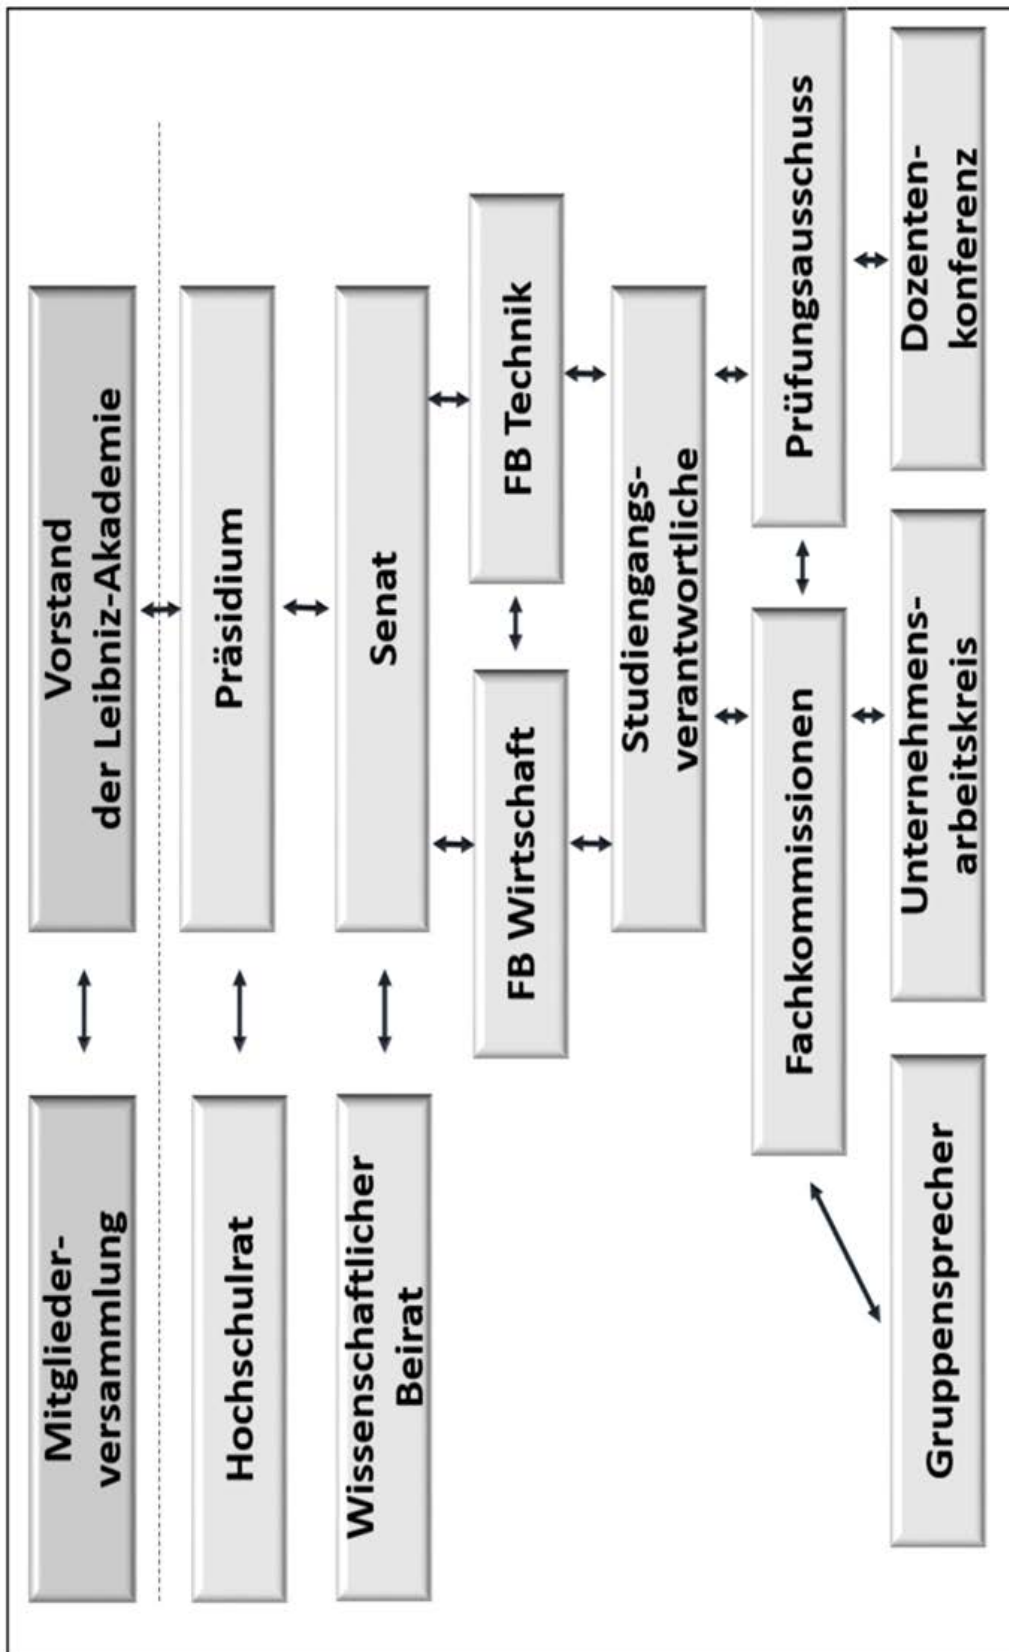 Mitglieder-
versammlung
Vorstand
der Leibniz-Akademie
Hochschulrat
Präsidium
Wissenschaftlicher
Beirat
Senat
FB Wirtschaft
FB Technik
Studiengangs-
verantwortliche
Fachkommissionen
Prüfungsausschuss
Gruppensprecher
Unternehmens-
arbeitskreis
Dozenten-
konferenz